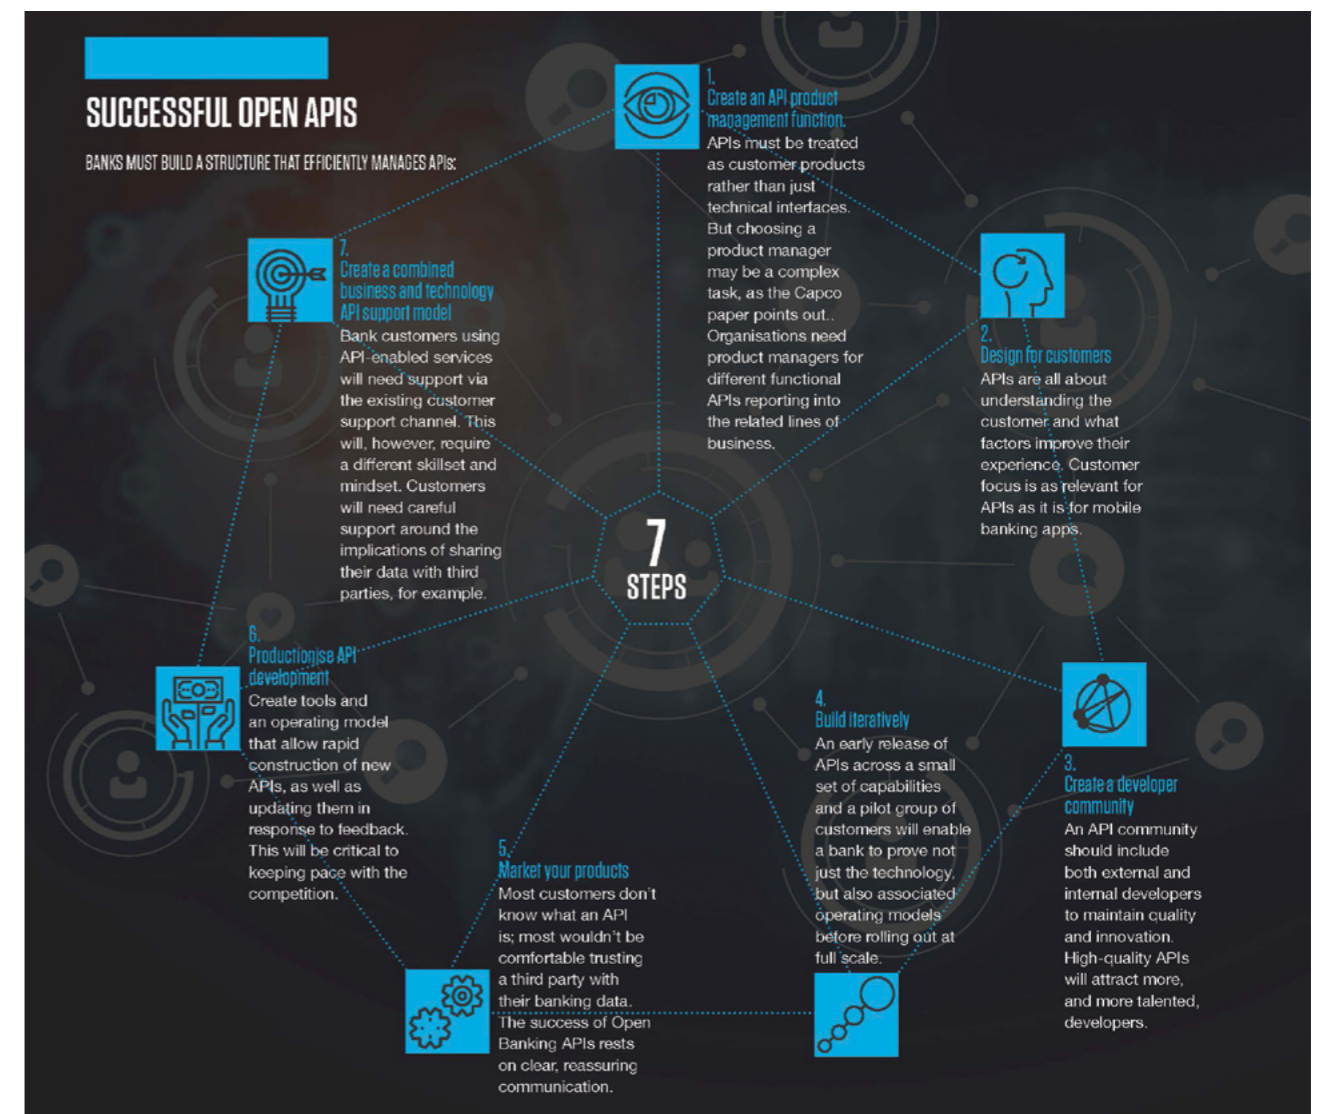 SUCCESSFUL OPEN APIS
BANKS MUST BUILD A STRUCTURE THAT EFFICIENTLY MANAGES APIs:
1.
Create an API product
management function.
APIs must be treated
as customer products
rather than just
technical interfaces.
But choosing a
product manager
may be a complex
task, as the Capco
paper points out..
Organisations need
product managers for
different functional
APIs reporting into
the related lines of
business.
2.
Design for customers
APIs are all about
understanding the
customer and what
factors improve their
experience. Customer
focus is as relevant for
APIs as it is for mobile
banking apps.
3.
Create a developer
community
An API community
should include
both external and
internal developers
to maintain quality
and innovation.
High-quality APIs
will attract more,
and more talented,
developers.
4.
Build iteratively
An early release of
APIs across a small
set of capabilities
and a pilot group of
customers will enable
a bank to prove not
just the technology,
but also associated
operating models
before rolling out at
full scale.
5.
Market your products
Most customers don't
know what an API
is; most wouldn't be
comfortable trusting
a third party with
their banking data.
The success of Open
Banking APIs rests
on clear, reassuring
communication.
6.
Productionise API
development
Create tools and
an operating model
that allow rapid
construction of new
APIs, as well as
updating them in
response to feedback.
This will be critical to
keeping pace with the
competition.
7.
Create a combined
business and technology
API support model
Bank customers using
API-enabled services
will need support via
the existing customer
support channel. This
will, however, require
a different skillset and
mindset. Customers
will need careful
support around the
implications of sharing
their data with third
parties, for example.
7
STEPS